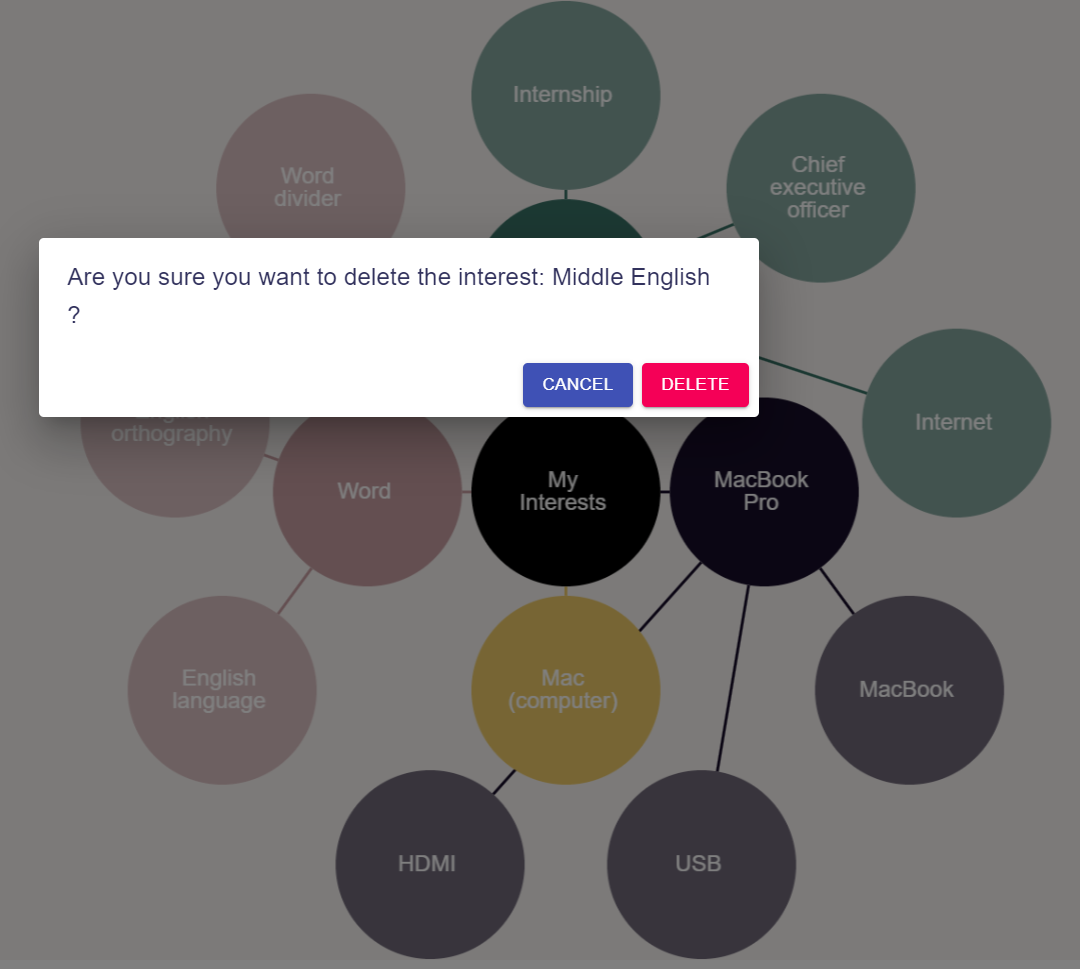 Internship
Word
divider
Chief
executive
officer
Are you sure you want to delete the interest: Middle English
?
CANCEL
DELETE
orthography
Internet
Word
My
Interests
MacBook
Pro
English
language
Mac
(computer)
MacBook
HDMI
USB